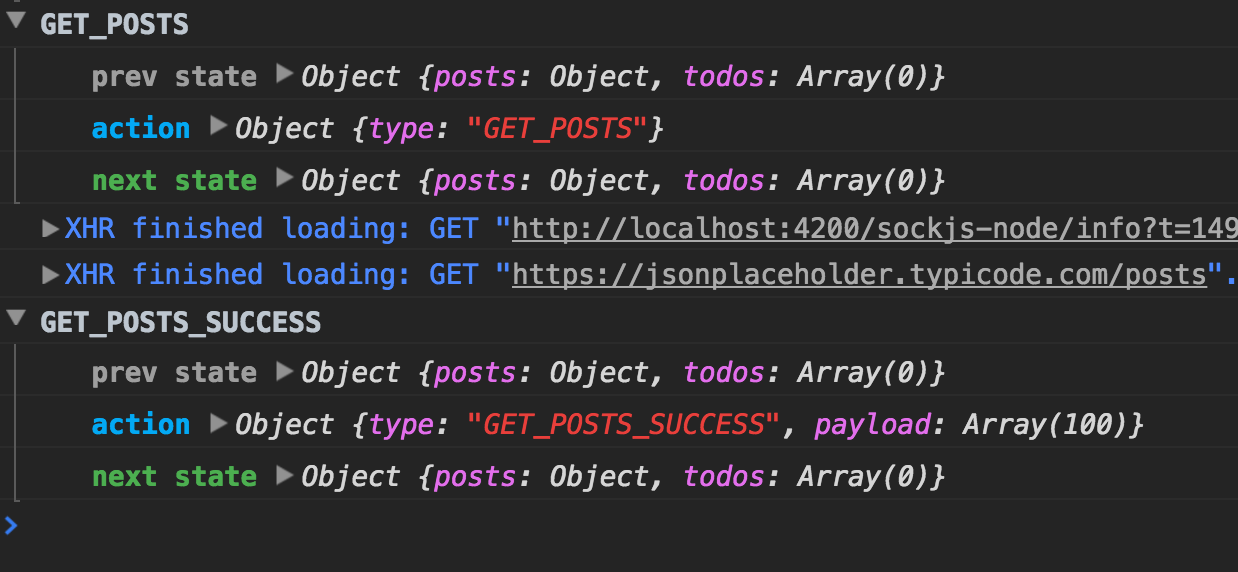 GET_POSTS
prev state ▶Object {posts: Object, todos: Array(0)}
action ▶Object {type: "GET_POSTS"}
next state ▶Object {posts: Object, todos: Array(0)}
▶XHR finished loading: GET "http://localhost:4200/sockjs-node/info?t=149
▶XHR finished loading: GET "https://jsonplaceholder.typicode.com/posts".
GET_POSTS_SUCCESS
prev state ▶Object {posts: Object, todos: Array(0)}
action ▶Object {type: "GET_POSTS_SUCCESS", payload: Array(100)}
next state ▶Object {posts: Object, todos: Array(0)}